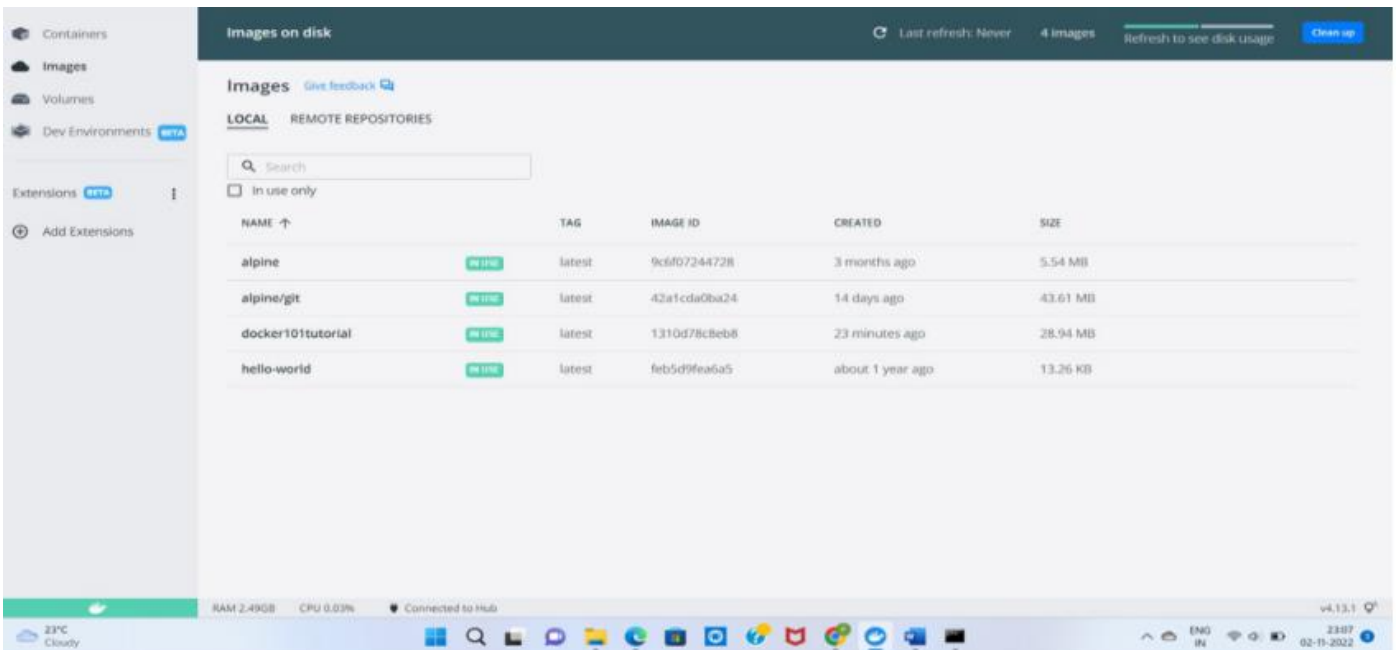 Containers
Images
Volumes
Dev Environments BETA
Extensions BETA
Add Extensions
Images on disk
Last refresh: Never
4 images
Refresh to see disk usage
Clean up
Images Give feedback
LOCAL REMOTE REPOSITORIES
Search
In use only
NAME TAG IMAGE ID CREATED SIZE
alpine IN USE latest 9c6f07244728 3 months ago 5.54 MB
alpine/git IN USE latest 42a1cda0ba24 14 days ago 43.61 MB
docker101tutorial IN USE latest 1310d78c8eb8 23 minutes ago 28.94 MB
hello-world IN USE latest feb5d9fea6a5 about 1 year ago 13.26 KB
RAM 2.49GB CPU 0.03% Connected to Hub v4.13.1
23°C
Cloudy
ENG
IN
23:07
02-11-2022